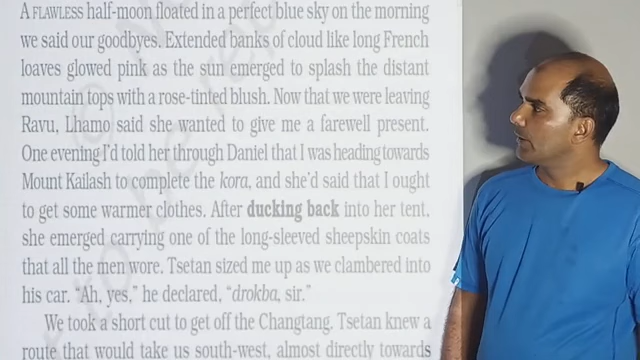 A FLAWLESS half-moon floated in a perfect blue sky on the morning
we said our goodbyes. Extended banks of cloud like long French
loaves glowed pink as the sun emerged to splash the distant
mountain tops with a rose-tinted blush. Now that we were leaving
Ravu, Lhamo said she wanted to give me a farewell present.
One evening I'd told her through Daniel that I was heading towards
Mount Kailash to complete the kora, and she'd said that I ought
to get some warmer clothes. After ducking back into her tent,
she emerged carrying one of the long-sleeved sheepskin coats
that all the men wore. Tsetan sized me up as we clambered into
his car. “Ah, yes,” he declared, “drokba, sir.”
We took a short cut to get off the Changtang. Tsetan knew a
route that would take us south-west, almost directly towards